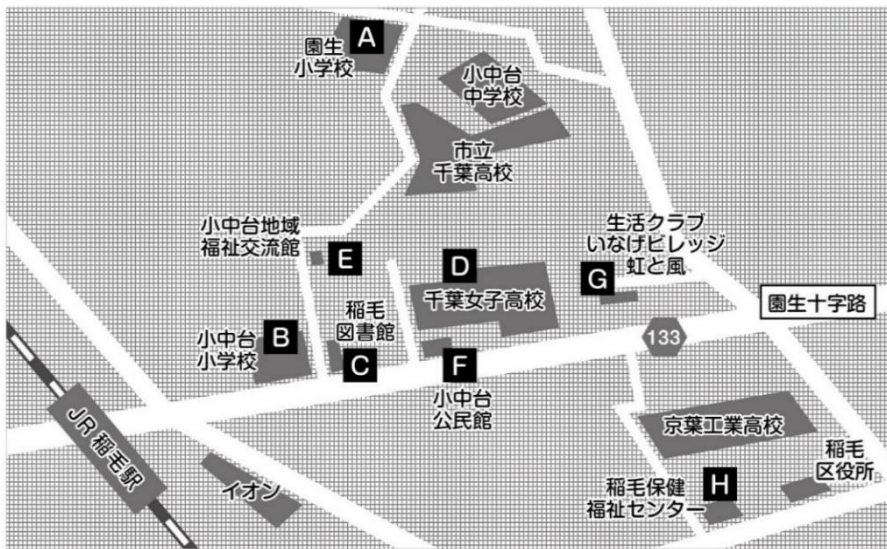 A
園生
小学校
小中台
中学校
市立
千葉高校
小中台地域
福祉交流館
E
D
千葉女子高校
生活クラブ
いなげビレッジ
虹と風
G
園生十字路
133
稲毛
図書館
小中台
小学校
B
C
F
小中台
公民館
京葉工業高校
稲毛
区役所
JR 稲毛駅
イオン
稲毛保健
福祉センター
H